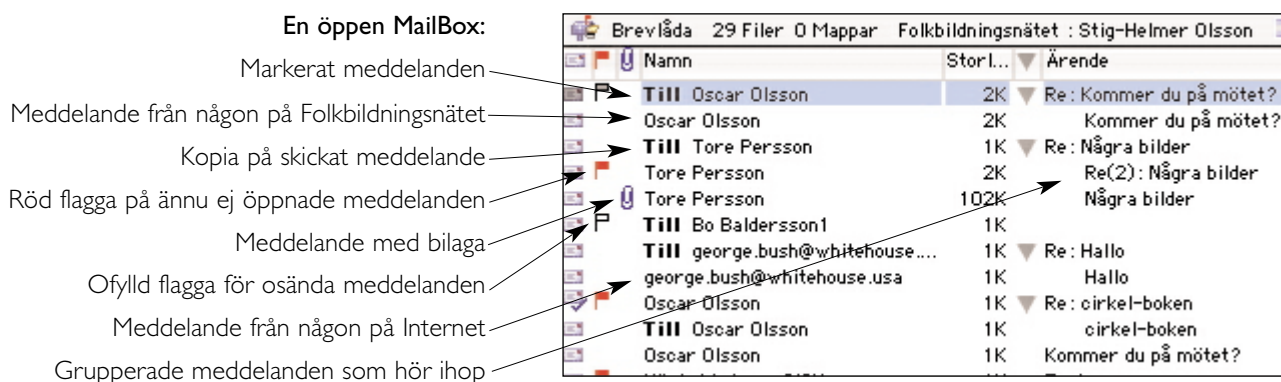 En öppen MailBox:
Markerat meddelanden
Meddelande från någon på Folkbildningsnätet
Kopia på skickat meddelande
Röd flagga på ännu ej öppnade meddelanden
Meddelande med bilaga
Ofylld flagga för osända meddelanden
Meddelande från någon på Internet
Grupperade meddelanden som hör ihop
Brevlåda 29 Filer 0 Mappar Folkbildningsnätet : Stig-Helmer Olsson
Namn Storl... Ärende
Till Oscar Olsson 2K Re: Kommer du på mötet?
Oscar Olsson 2K Kommer du på mötet?
Till Tore Persson 1K Re: Några bilder
Tore Persson 2K Re(2): Några bilder
Tore Persson 102K Några bilder
Till Bo Baldersson1 1K
Till george.bush@whitehouse.... 1K Re: Hallo
george.bush@whitehouse.usa 1K Hallo
Oscar Olsson 1K Re: cirkel-boken
Till Oscar Olsson 1K cirkel-boken
Oscar Olsson 1K Kommer du på mötet?